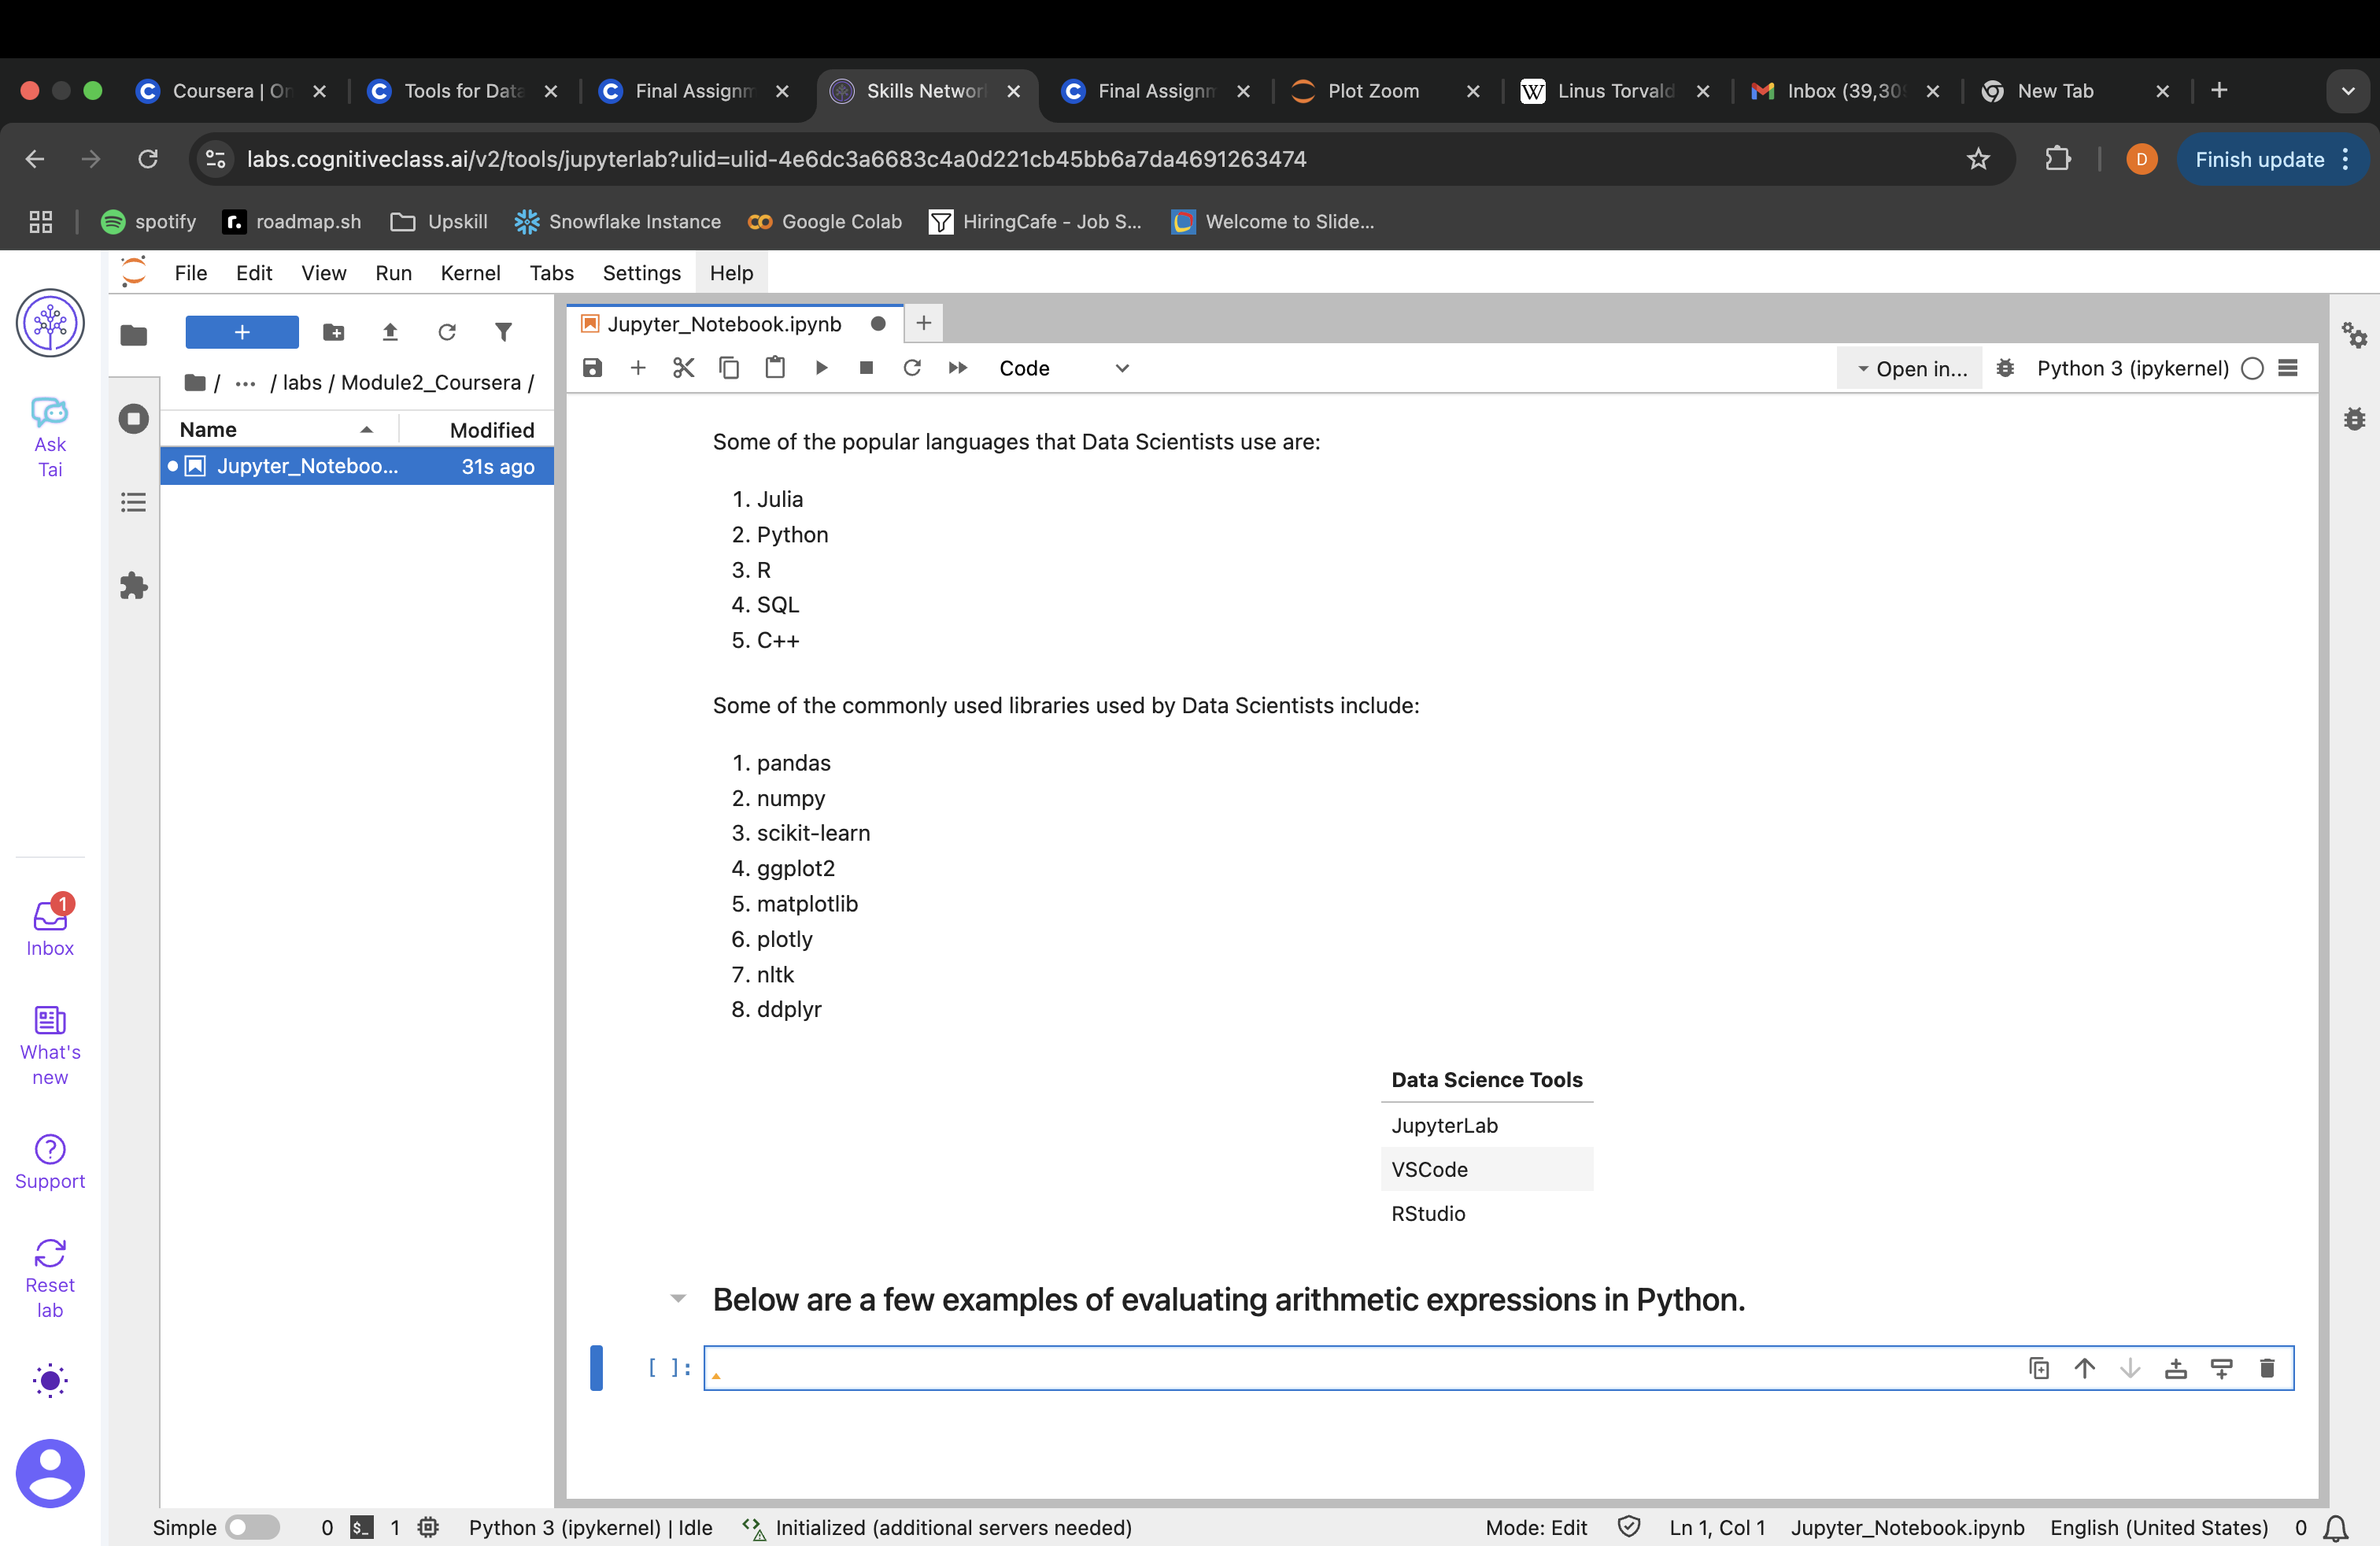 Coursera | On
Tools for Data
Final Assignm
Skills Network
Final Assignm
Plot Zoom
Linus Torvald
Inbox (39,309
New Tab
labs.cognitiveclass.ai/v2/tools/jupyterlab?ulid=ulid-4e6dc3a6683c4a0d221cb45bb6a7da4691263474
D
Finish update
spotify
roadmap.sh
Upskill
Snowflake Instance
Google Colab
HiringCafe - Job S...
Welcome to Slide...
File Edit View Run Kernel Tabs Settings Help
Ask
Tai
Inbox
1
What's
new
Support
Reset
lab
/ ... / labs / Module2_Coursera /
Name Modified
Jupyter_Noteboo... 31s ago
Jupyter_Notebook.ipynb
Code
Open in...
Python 3 (ipykernel)
Some of the popular languages that Data Scientists use are:
1. Julia
2. Python
3. R
4. SQL
5. C++
Some of the commonly used libraries used by Data Scientists include:
1. pandas
2. numpy
3. scikit-learn
4. ggplot2
5. matplotlib
6. plotly
7. nltk
8. ddplyr
Data Science Tools
JupyterLab
VSCode
RStudio
Below are a few examples of evaluating arithmetic expressions in Python.
[ ]:
Simple 0 $_ 1 Python 3 (ipykernel) | Idle Initialized (additional servers needed) Mode: Edit Ln 1, Col 1 Jupyter_Notebook.ipynb English (United States) 0